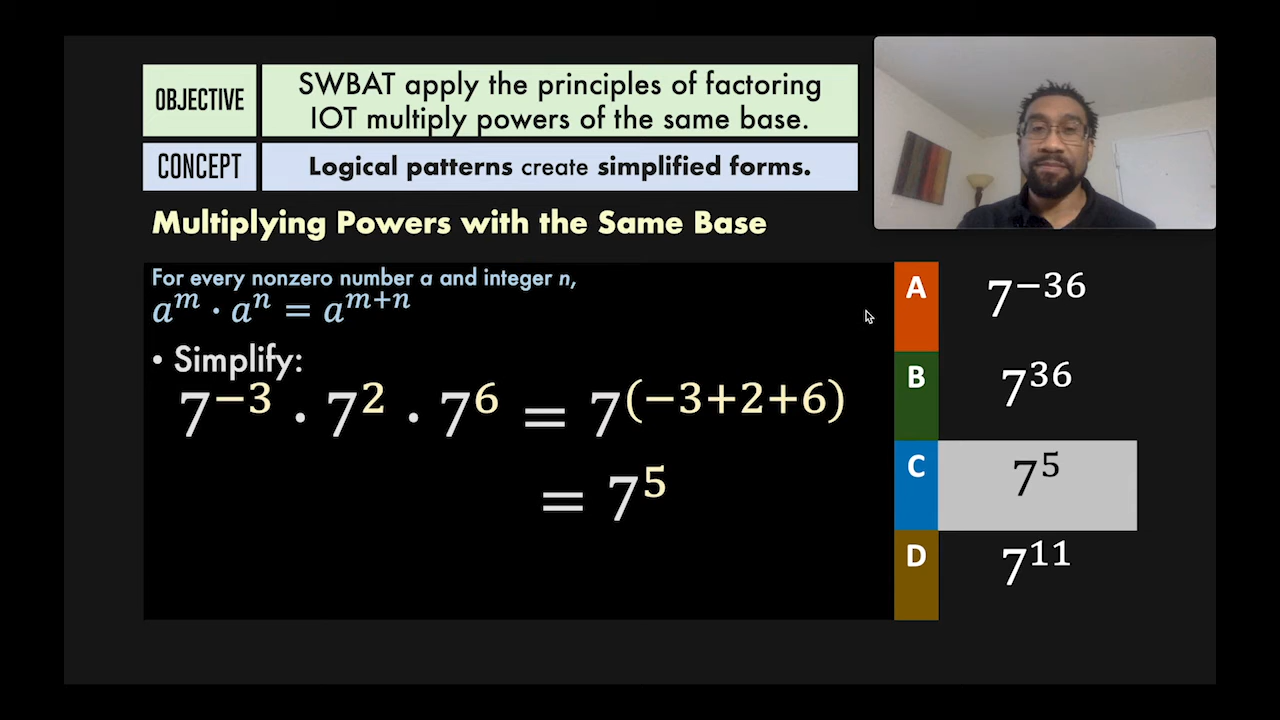 OBJECTIVE
SWBAT apply the principles of factoring
IOT multiply powers of the same base.
CONCEPT
Logical patterns create simplified forms.
Multiplying Powers with the Same Base
For every nonzero number a and integer n,
a^m · a^n = a^{m+n}
• Simplify:
7^{−3} · 7^2 · 7^6 = 7^{(−3+2+6)}
= 7^5
A 7^{−36}
B 7^{36}
C 7^5
D 7^{11}